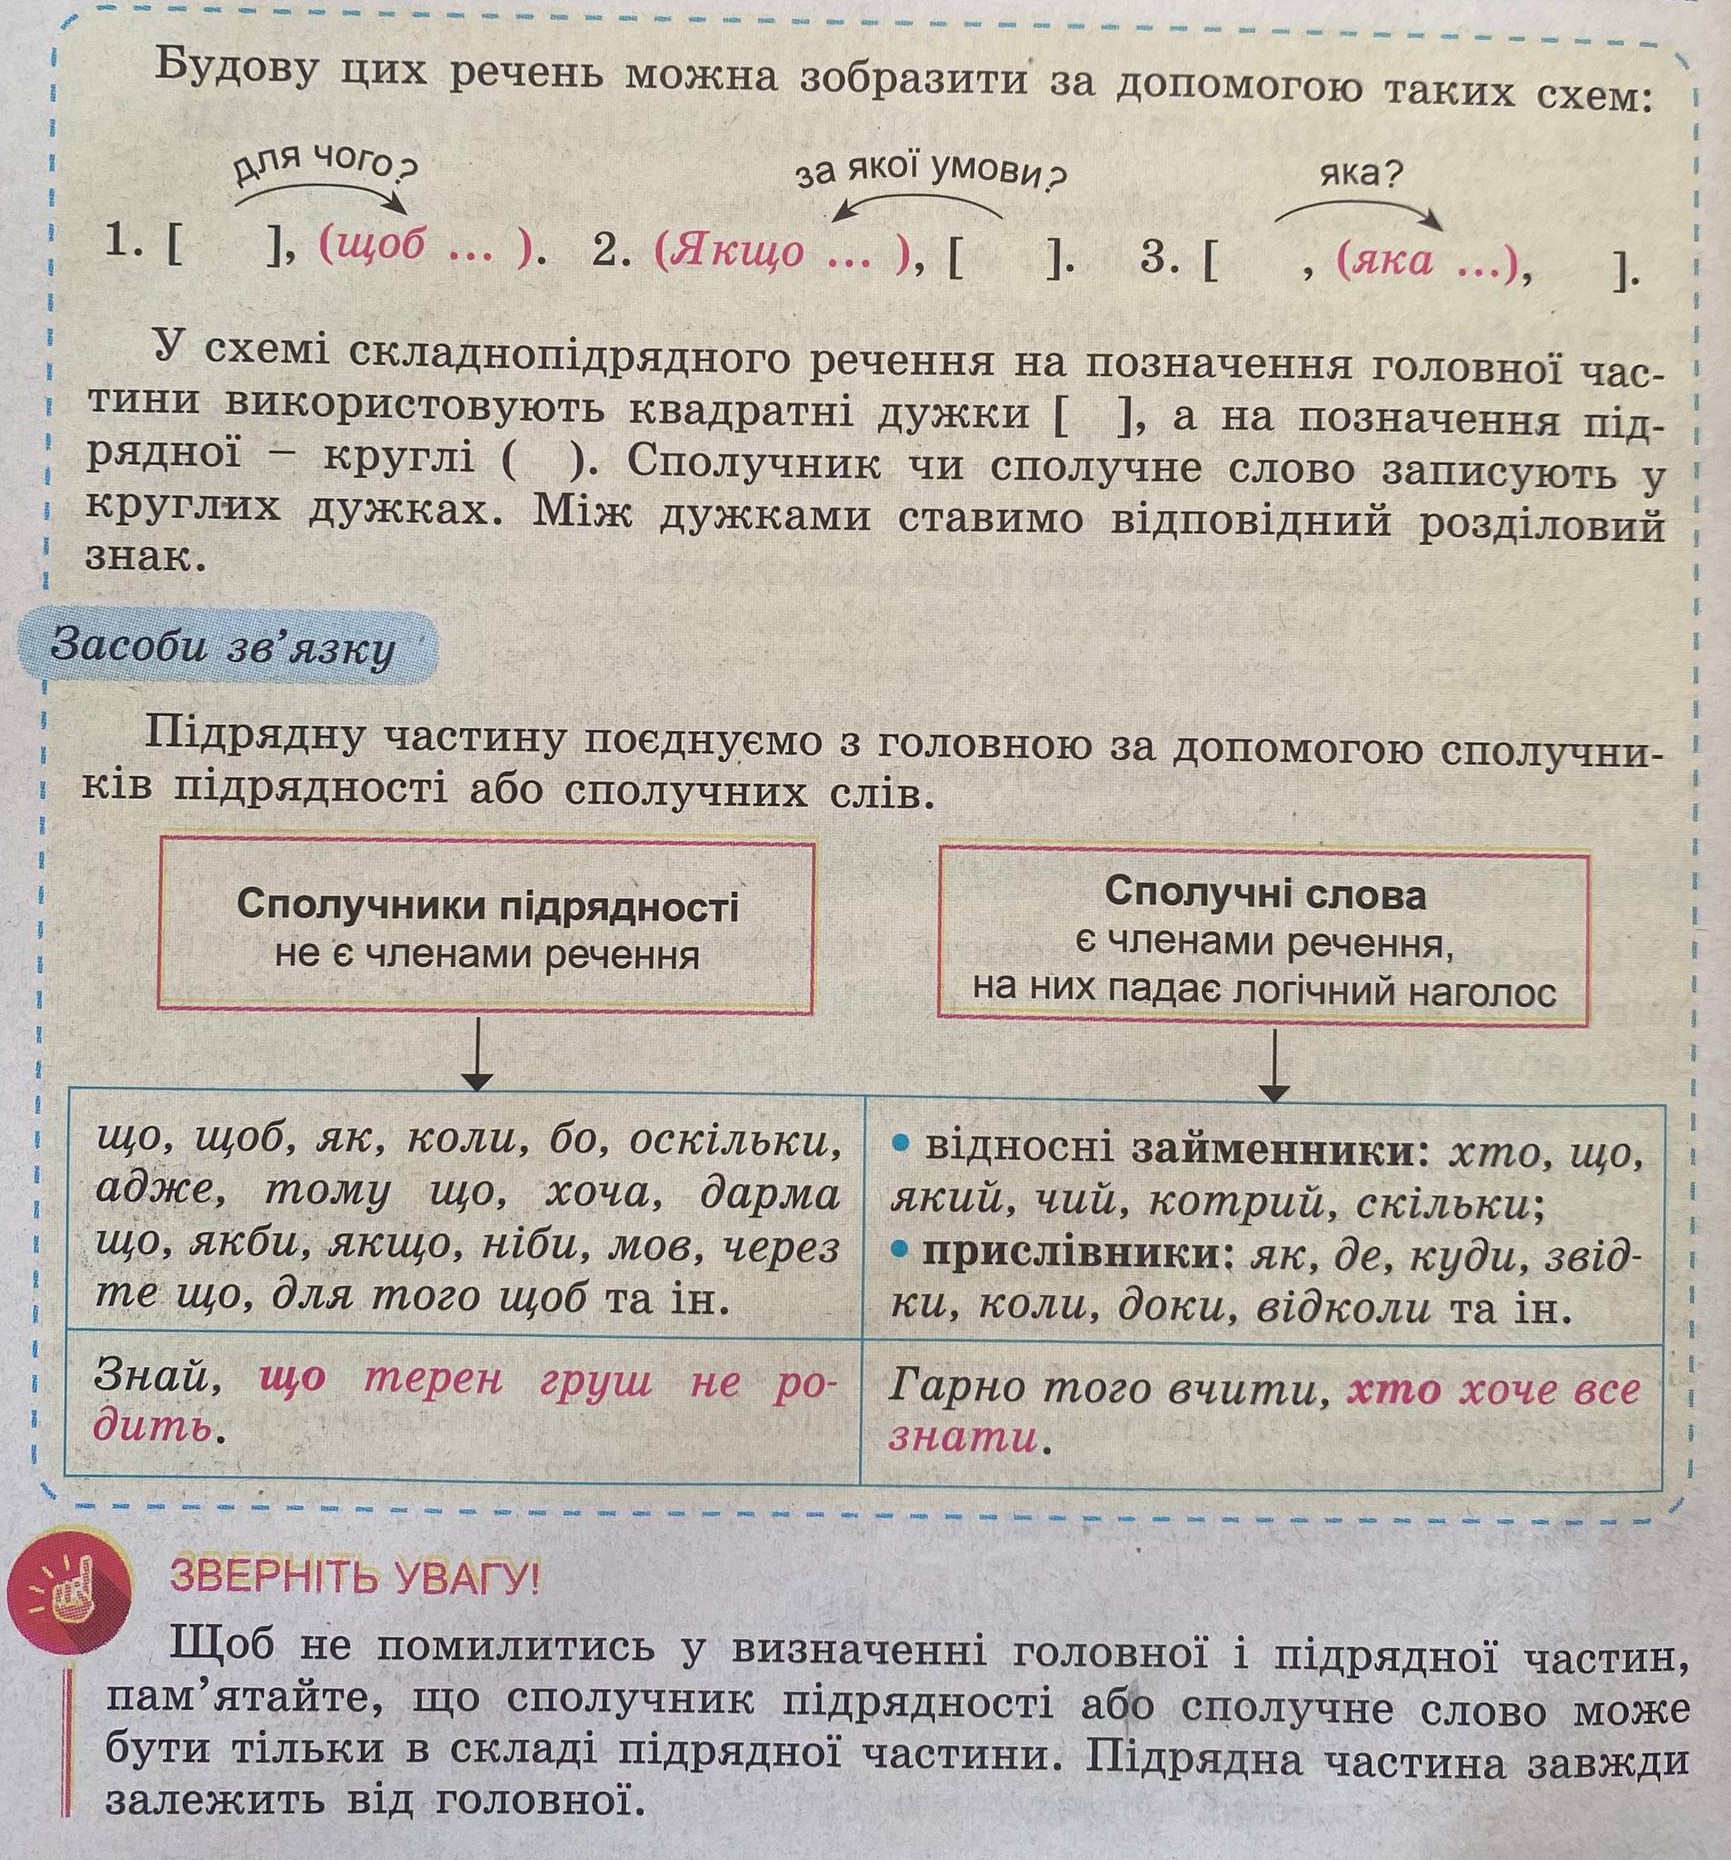 Будову цих речень можна зобразити за допомогою таких схем:
для чого? за якої умови? яка?
1. [ ], (щоб ... ). 2. (Якщо ... ), [ ]. 3. [ , (яка ...), ].
У схемі складнопідрядного речення на позначення головної час-
тини використовують квадратні дужки [ ], а на позначення під-
рядної – круглі ( ). Сполучник чи сполучне слово записують у
круглих дужках. Між дужками ставимо відповідний розділовий
знак.
Засоби зв’язку
Підрядну частину поєднуємо з головною за допомогою сполучни-
ків підрядності або сполучних слів.
Сполучники підрядності
не є членами речення
Сполучні слова
є членами речення,
на них падає логічний наголос
що, щоб, як, коли, бо, оскільки,
адже, тому що, хоча, дарма
що, якби, якщо, ніби, мов, через
те що, для того щоб та ін.
• відносні займенники: хто, що,
який, чий, котрий, скільки;
• прислівники: як, де, куди, звід-
ки, коли, доки, відколи та ін.
Знай, що терен груш не ро-
дить.
Гарно того вчити, хто хоче все
знати.
ЗВЕРНІТЬ УВАГУ!
Щоб не помилитись у визначенні головної і підрядної частин,
пам’ятайте, що сполучник підрядності або сполучне слово може
бути тільки в складі підрядної частини. Підрядна частина завжди
залежить від головної.